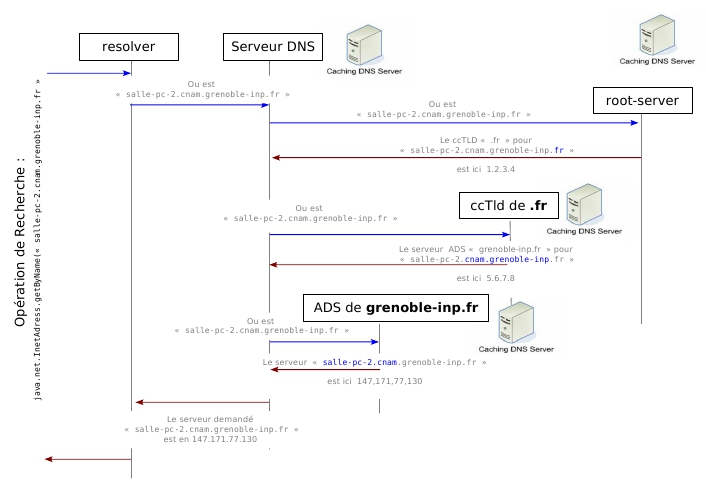 resolver
Serveur DNS
Caching DNS Server
Caching DNS Server
root-server
Opération de Recherche :
java.net.InetAdress.getByName(« salle-pc-2.cnam.grenoble-inp.fr »
Ou est
« salle-pc-2.cnam.grenoble-inp.fr »
Ou est
« salle-pc-2.cnam.grenoble-inp.fr »
Le ccTLD « .fr » pour
« salle-pc-2.cnam.grenoble-inp.fr »
est ici 1.2.3.4
Ou est
« salle-pc-2.cnam.grenoble-inp.fr »
ccTld de .fr
Caching DNS Server
Le serveur ADS « grenoble-inp.fr » pour
« salle-pc-2.cnam.grenoble-inp.fr »
est ici 5.6.7.8
ADS de grenoble-inp.fr
Caching DNS Server
Ou est
« salle-pc-2.cnam.grenoble-inp.fr »
Le serveur « salle-pc-2.cnam.grenoble-inp.fr »
est ici 147,171,77,130
Le serveur demandé
« salle-pc-2.cnam.grenoble-inp.fr »
est en 147.171.77.130